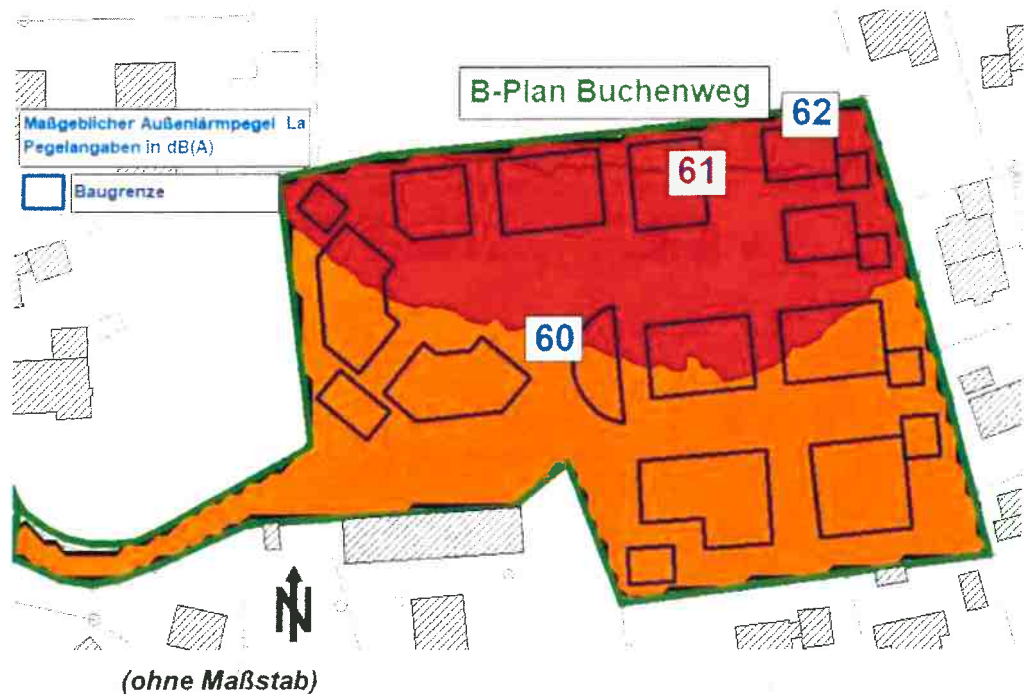 B-Plan Buchenweg
62
Maßgeblicher Außenlärmpegel La
Pegelangaben in dB(A)
61
Baugrenze
60
N
(ohne Maßstab)